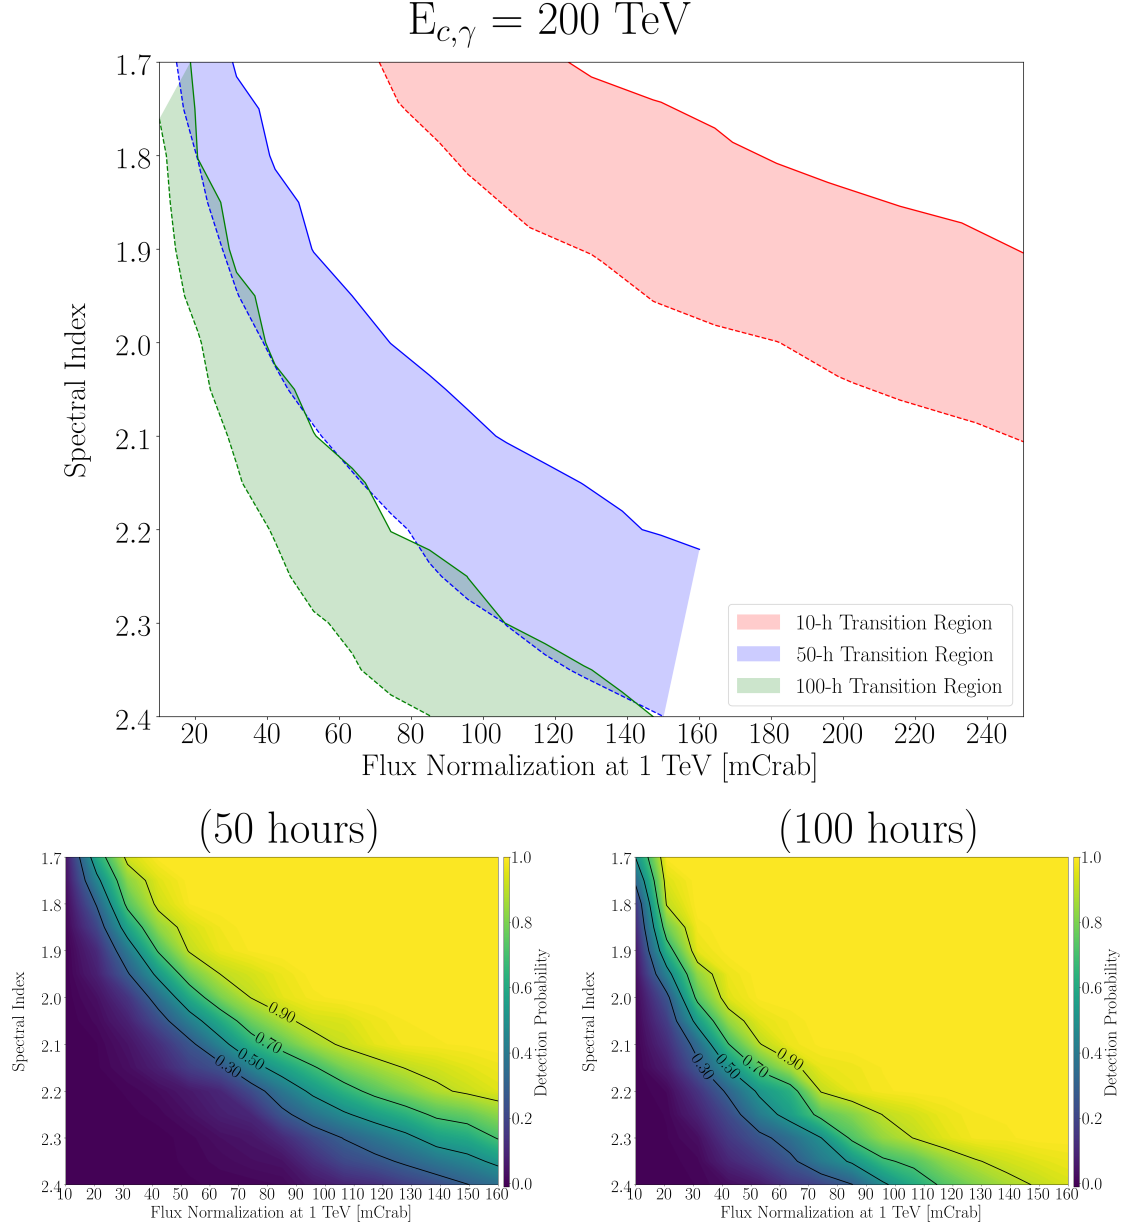 E_{c,γ} = 200 TeV
1.7
1.8
1.9
2.0
2.1
2.2
2.3
2.4
Spectral Index
20 40 60 80 100 120 140 160 180 200 220 240
Flux Normalization at 1 TeV [mCrab]
10-h Transition Region
50-h Transition Region
100-h Transition Region
(50 hours)
1.7
1.8
1.9
2.0
2.1
2.2
2.3
2.4
Spectral Index
0.90
0.70
0.50
0.30
10 20 30 40 50 60 70 80 90 100 110 120 130 140 150 160
Flux Normalization at 1 TeV [mCrab]
1.0
0.8
0.6
0.4
0.2
0.0
Detection Probability
(100 hours)
1.7
1.8
1.9
2.0
2.1
2.2
2.3
2.4
Spectral Index
0.90
0.70
0.50
0.30
10 20 30 40 50 60 70 80 90 100 110 120 130 140 150 160
Flux Normalization at 1 TeV [mCrab]
1.0
0.8
0.6
0.4
0.2
0.0
Detection Probability